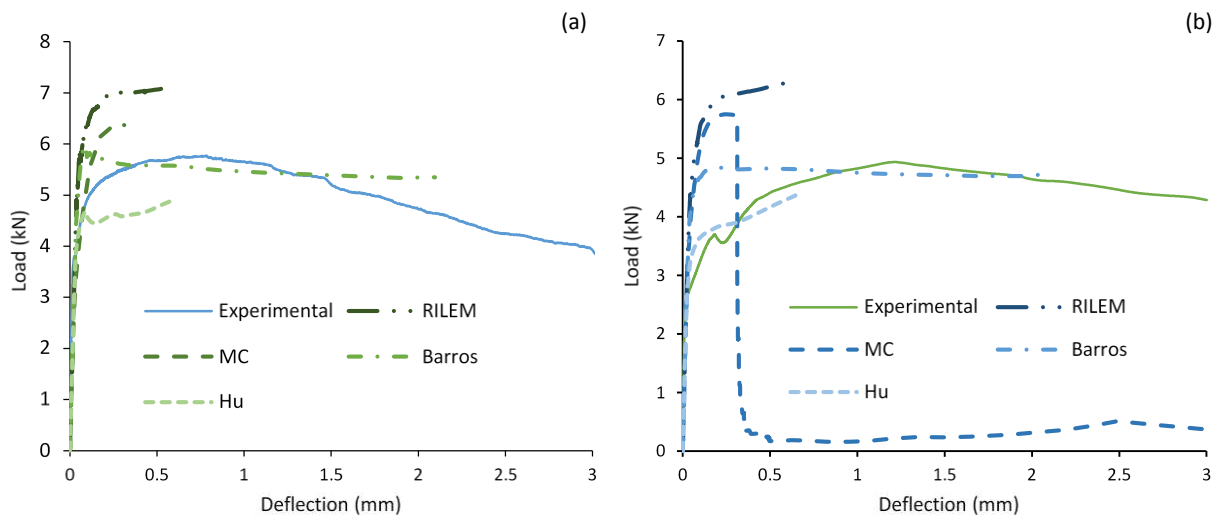 (a)
8
7
6
5
4
3
2
1
0
Load (kN)
0 0.5 1 1.5 2 2.5 3
Deflection (mm)
Experimental RILEM
MC Barros
Hu
(b)
7
6
5
4
3
2
1
0
Load (kN)
0 0.5 1 1.5 2 2.5 3
Deflection (mm)
Experimental RILEM
MC Barros
Hu